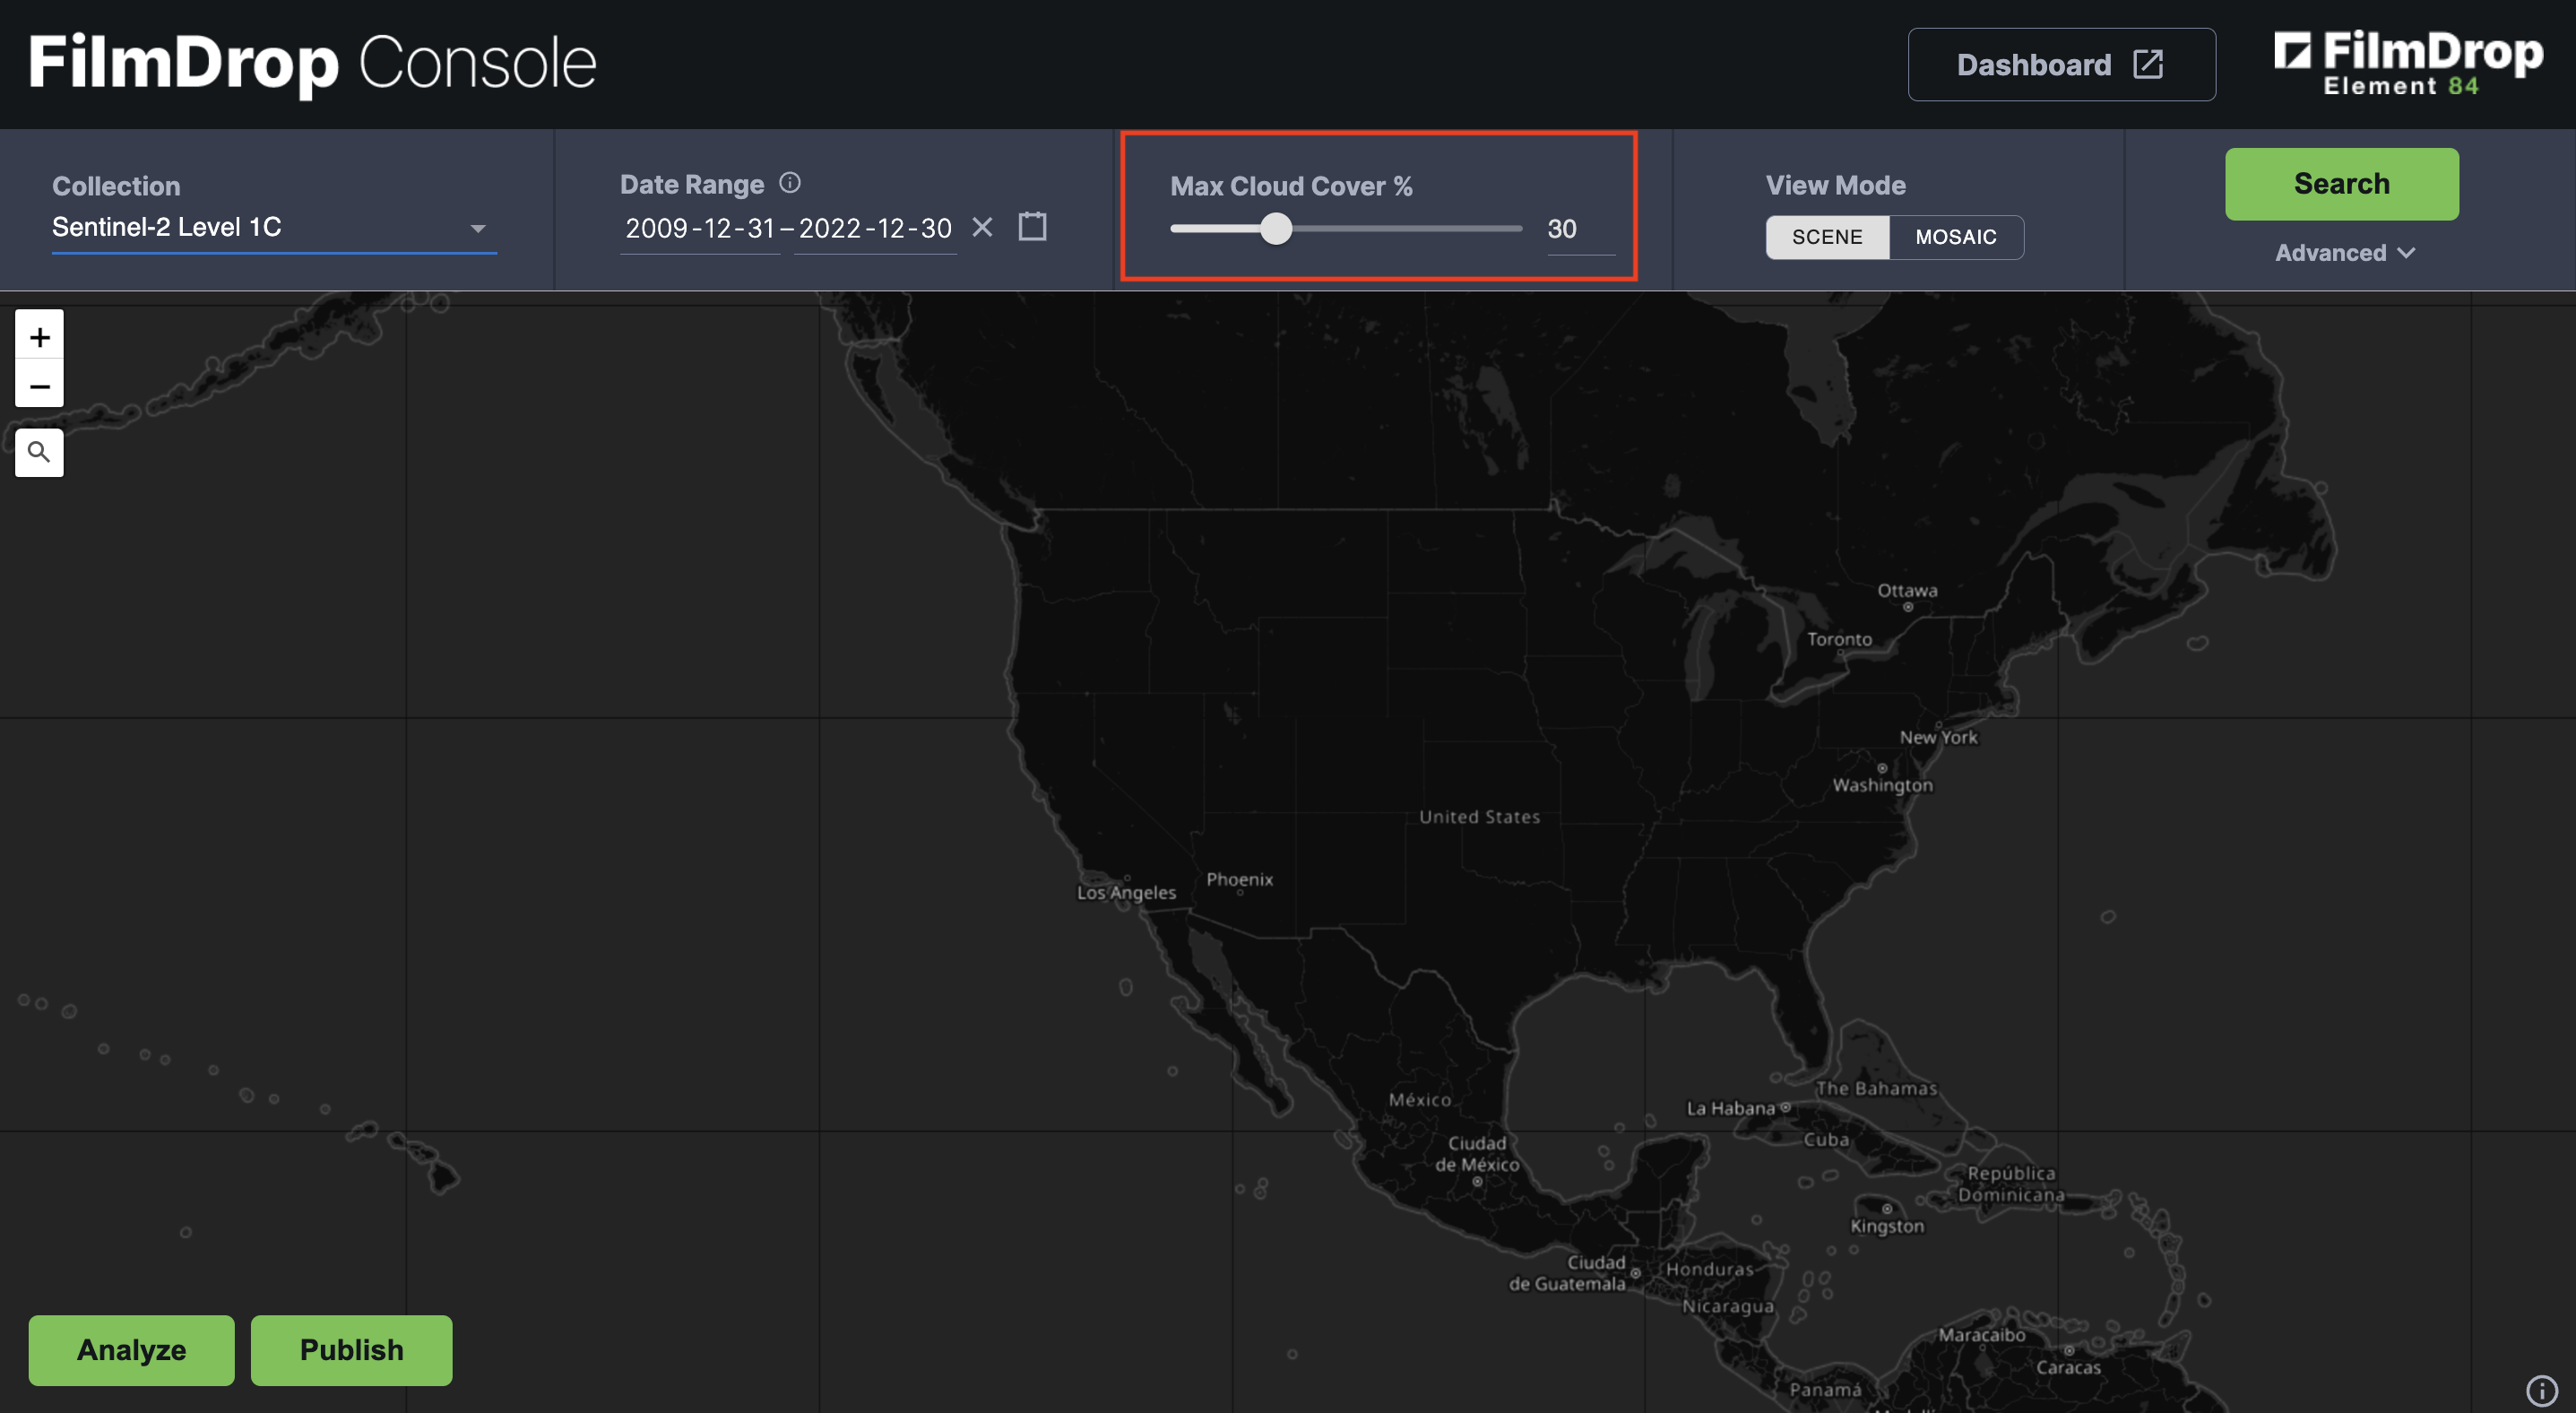 FilmDrop Console
Dashboard
FilmDrop
Element 84
Collection
Sentinel-2 Level 1C
Date Range
2009-12-31 – 2022-12-30
Max Cloud Cover %
30
View Mode
SCENE
MOSAIC
Search
Advanced
+
−
Ottawa
Toronto
New York
Washington
United States
Phoenix
Los Angeles
The Bahamas
México
La Habana
Cuba
Ciudad
de México
República
Dominicana
Kingston
Ciudad
de Guatemala
Honduras
Nicaragua
Maracaibo
Caracas
Panamá
Analyze
Publish